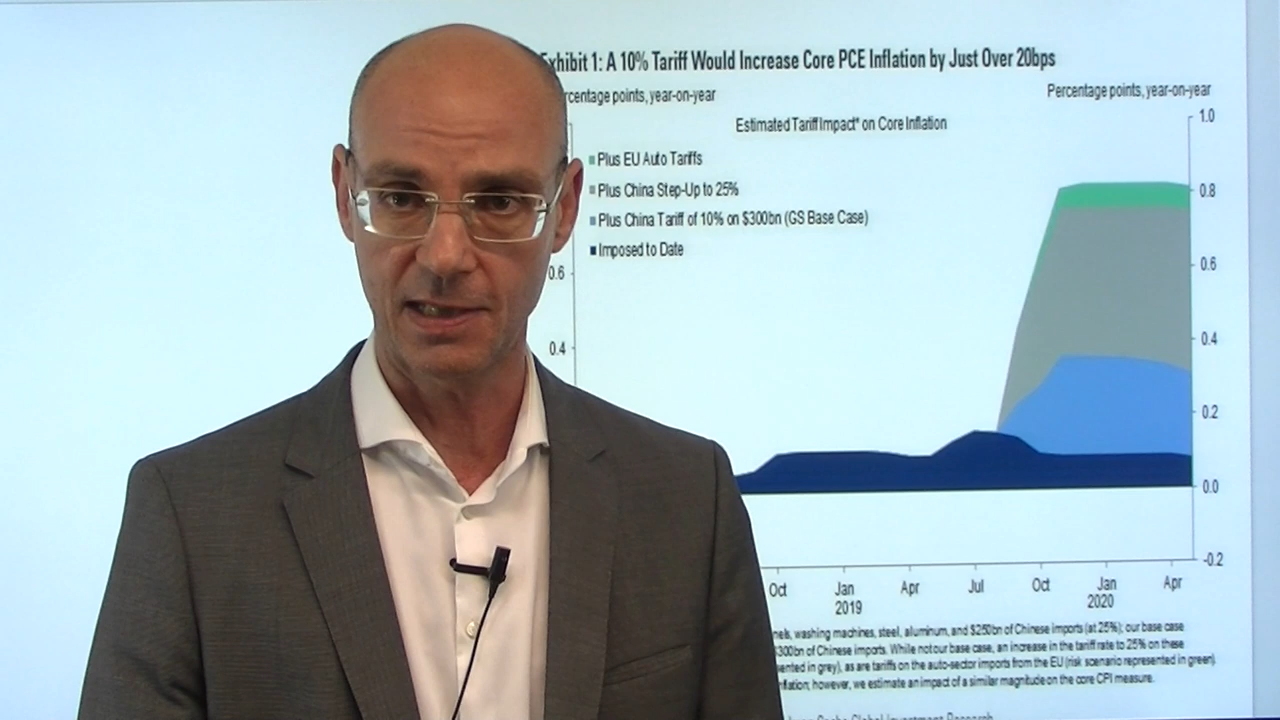 Exhibit 1: A 10% Tariff Would Increase Core PCE Inflation by Just Over 20bps
rcentage points, year-on-year
Percentage points, year-on-year
Estimated Tariff Impact* on Core Inflation
Plus EU Auto Tariffs
Plus China Step-Up to 25%
Plus China Tariff of 10% on $300bn (GS Base Case)
Imposed to Date
1.0
0.8
0.6
0.6
0.4
0.4
0.2
0.0
-0.2
Oct Jan Apr Jul Oct Jan Apr
2019 2020
nels, washing machines, steel, aluminum, and $250bn of Chinese imports (at 25%); our base case
$300bn of Chinese imports. While not our base case, an increase in the tariff rate to 25% on these
sented in grey), as are tariffs on the auto-sector imports from the EU (risk scenario represented in green).
nflation; however, we estimate an impact of a similar magnitude on the core CPI measure.
Global Investment Research